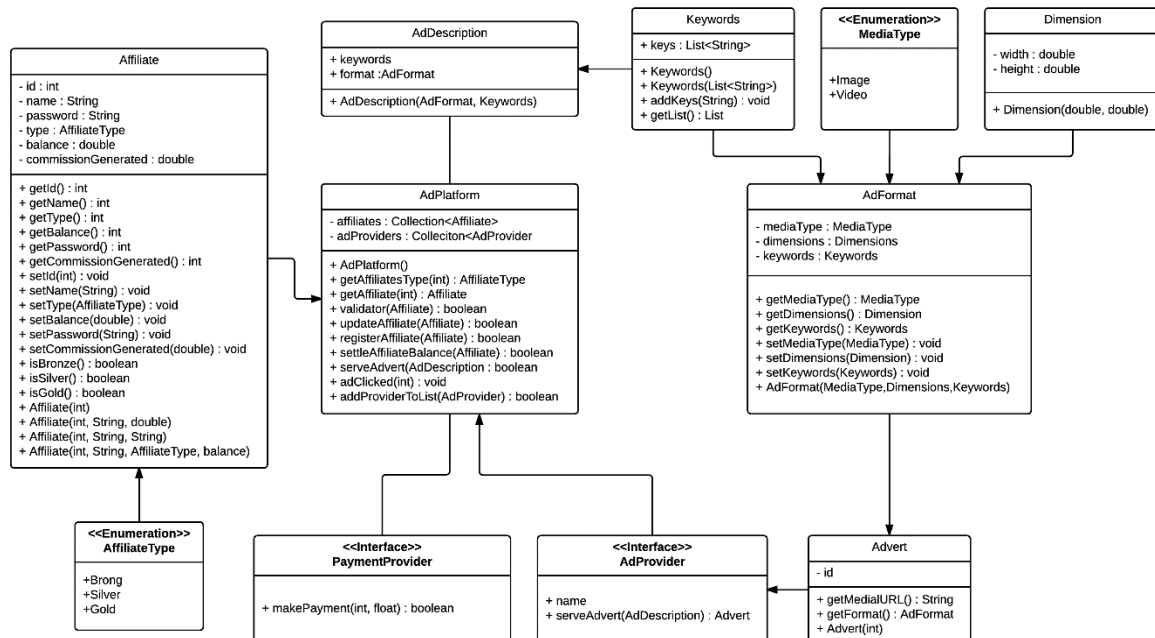 Affiliate
- id : int
- name : String
- password : String
- type : AffiliateType
- balance : double
- commissionGenerated : double
+ getId() : int
+ getName() : int
+ getType() : int
+ getBalance() : int
+ getPassword() : int
+ getCommissionGenerated() : int
+ setId(int) : void
+ setName(String) : void
+ setType(AffiliateType) : void
+ setBalance(double) : void
+ setPassword(String) : void
+ setCommissionGenerated(double) : void
+ isBronze() : boolean
+ isSilver() : boolean
+ isGold() : boolean
+ Affiliate(int)
+ Affiliate(int, String, double)
+ Affiliate(int, String, String)
+ Affiliate(int, String, AffiliateType, balance)
<<Enumeration>>
AffiliateType
+Brong
+Silver
+Gold
AdDescription
+ keywords
+ format :AdFormat
+ AdDescription(AdFormat, Keywords)
AdPlatform
- affiliates : Collection<Affiliate>
- adProviders : Colleciton<AdProvider
+ AdPlatform()
+ getAffiliatesType(int) : AffiliateType
+ getAffiliate(int) : Affiliate
+ validator(Affiliate) : boolean
+ updateAffiliate(Affiliate) : boolean
+ registerAffiliate(Affiliate) : boolean
+ settleAffiliateBalance(Affiliate) : boolean
+ serveAdvert(AdDescription : boolean
+ adClicked(int) : void
+ addProviderToList(AdProvider) : boolean
<<Interface>>
PaymentProvider
+ makePayment(int, float) : boolean
<<Interface>>
AdProvider
+ name
+ serveAdvert(AdDescription) : Advert
Keywords
+ keys : List<String>
+ Keywords()
+ Keywords(List<String>)
+ addKeys(String) : void
+ getList() : List
<<Enumeration>>
MediaType
+Image
+Video
Dimension
- width : double
- height : double
+ Dimension(double, double)
AdFormat
- mediaType : MediaType
- dimensions : Dimensions
- keywords : Keywords
+ getMediaType() : MediaType
+ getDimensions() : Dimension
+ getKeywords() : Keywords
+ setMediaType(MediaType) : void
+ setDimensions(Dimension) : void
+ setKeywords(Keywords) : void
+ AdFormat(MediaType,Dimensions,Keywords)
Advert
- id
+ getMedialURL() : String
+ getFormat() : AdFormat
+ Advert(int)